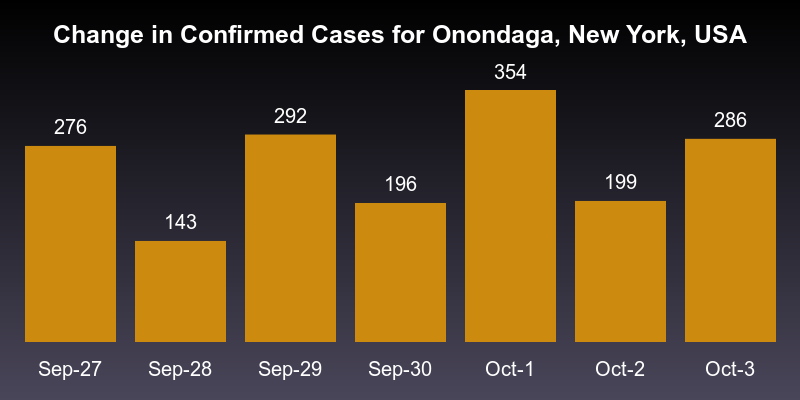 Change in Confirmed Cases for Onondaga, New York, USA
276
143
292
196
354
199
286
Sep-27
Sep-28
Sep-29
Sep-30
Oct-1
Oct-2
Oct-3